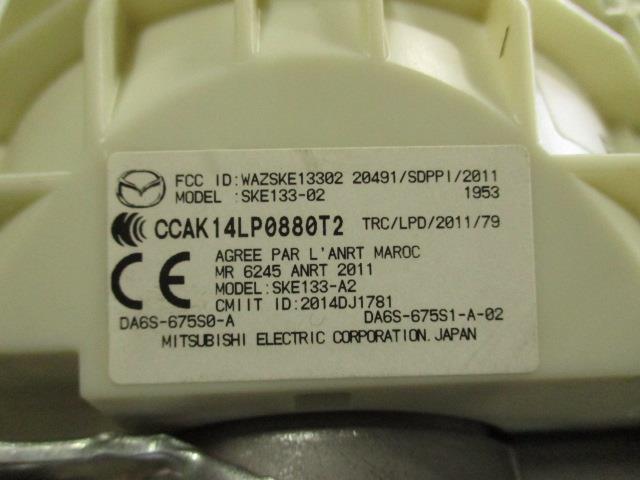 FCC ID:WAZSKE13302 20491/SDPPI/2011
MODEL :SKE133-02 1953
CCAK14LP0880T2 TRC/LPD/2011/79
AGREE PAR L'ANRT MAROC
MR 6245 ANRT 2011
MODEL:SKE133-A2
CMIIT ID:2014DJ1781
CE
DA6S-675S0-A DA6S-675S1-A-02
MITSUBISHI ELECTRIC CORPORATION.JAPAN